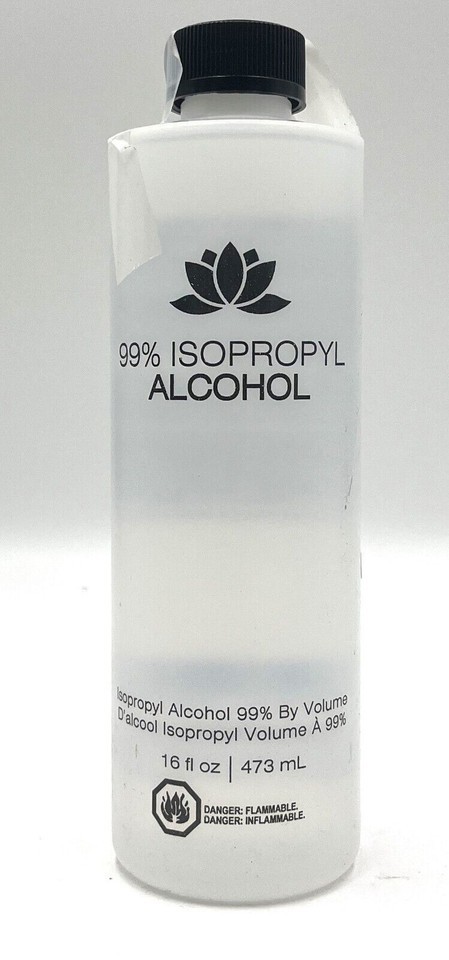 99% ISOPROPYL
ALCOHOL
Isopropyl Alcohol 99% By Volume
D'alcool Isopropyl Volume À 99%
16 fl oz | 473 mL
DANGER: FLAMMABLE.
DANGER: INFLAMMABLE.